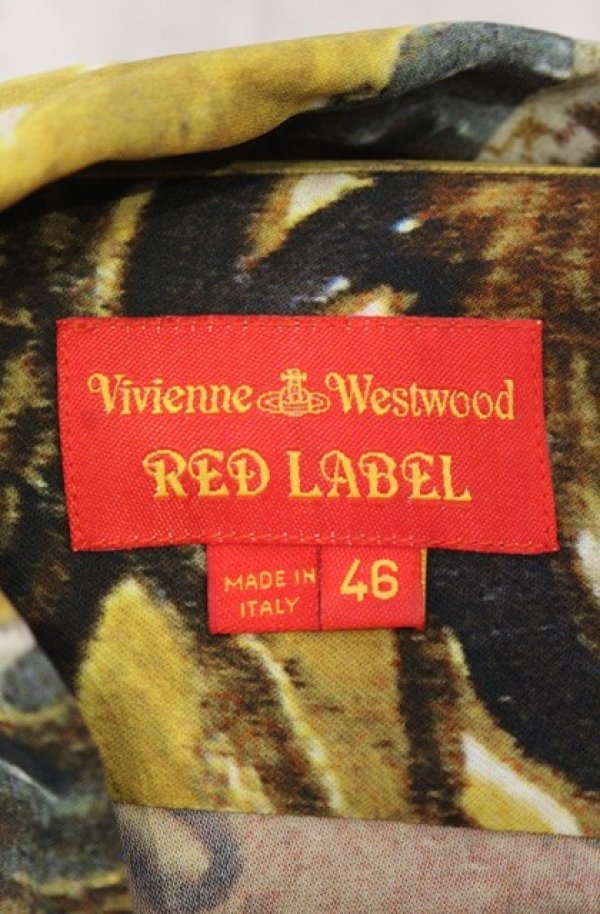 Vivienne Westwood
RED LABEL
MADE IN
ITALY
46